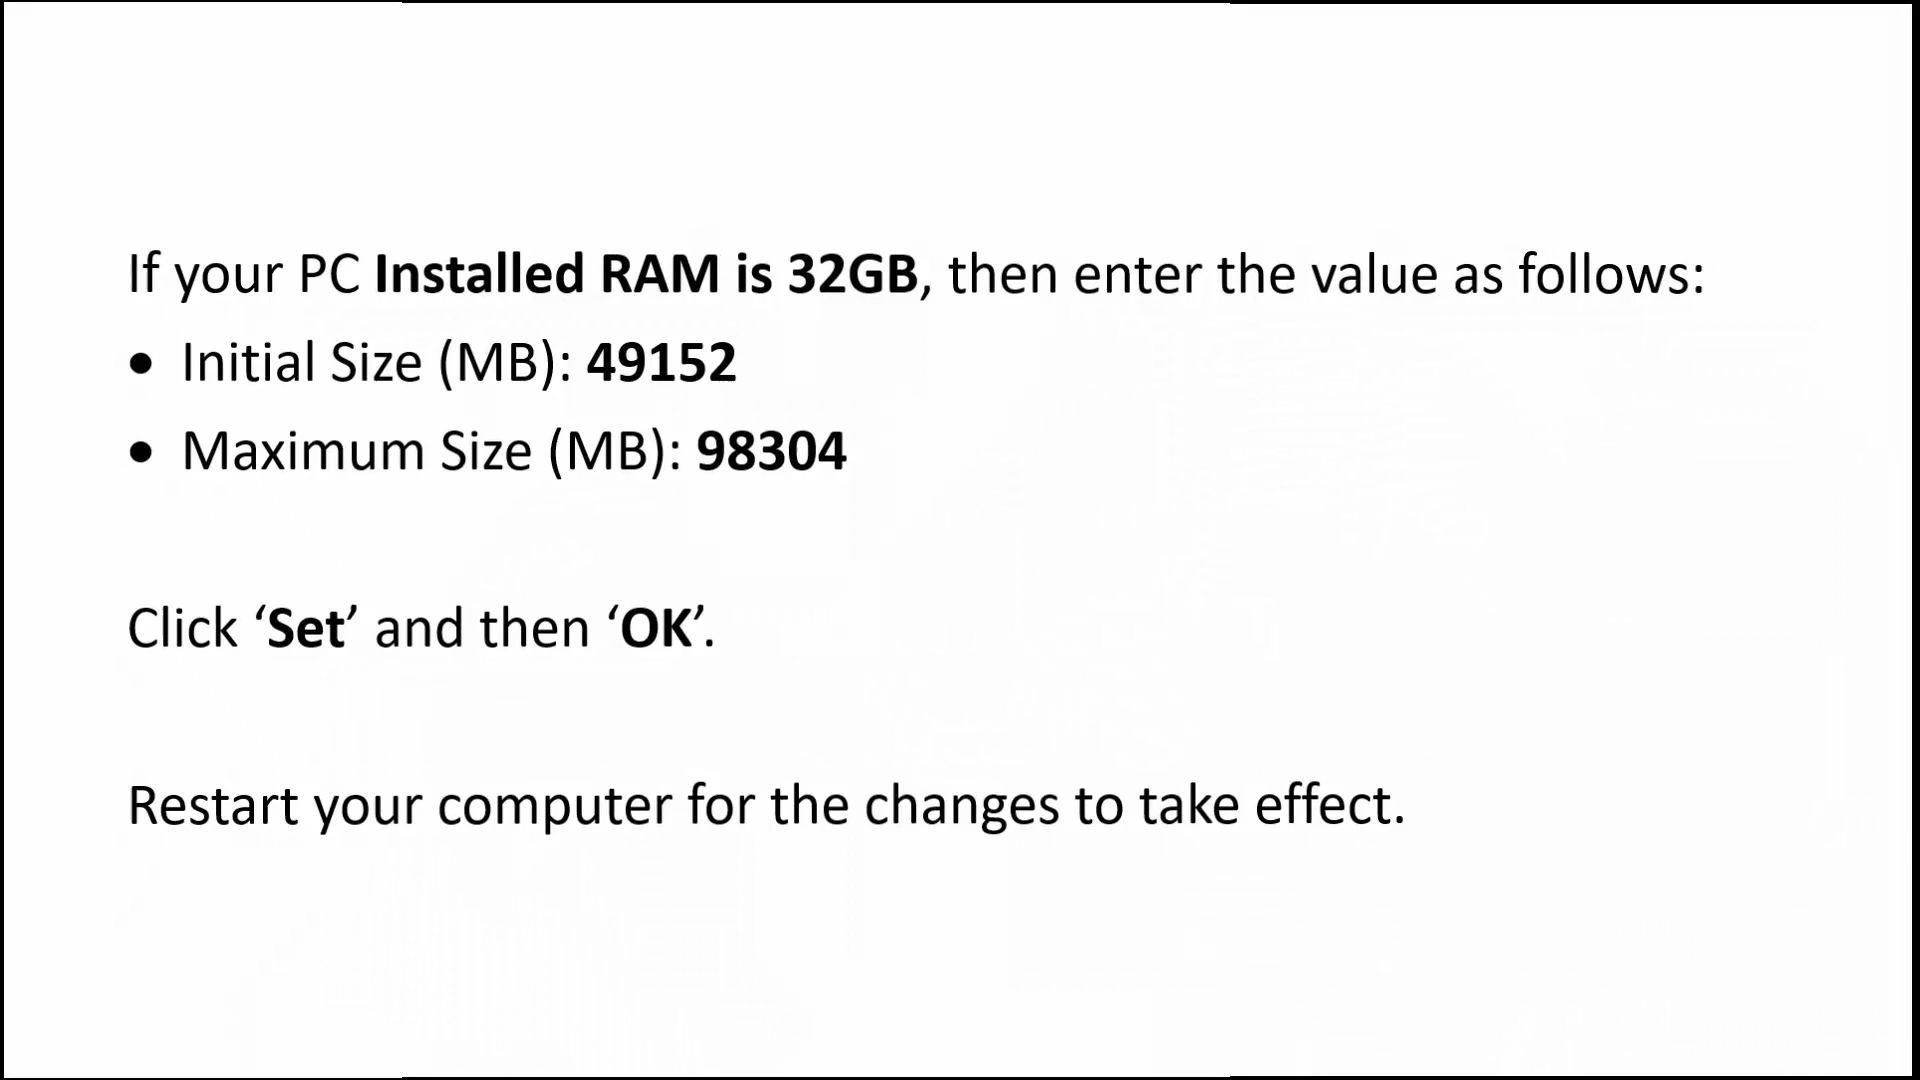 If your PC Installed RAM is 32GB, then enter the value as follows:
• Initial Size (MB): 49152
• Maximum Size (MB): 98304
Click ‘Set’ and then ‘OK’.
Restart your computer for the changes to take effect.